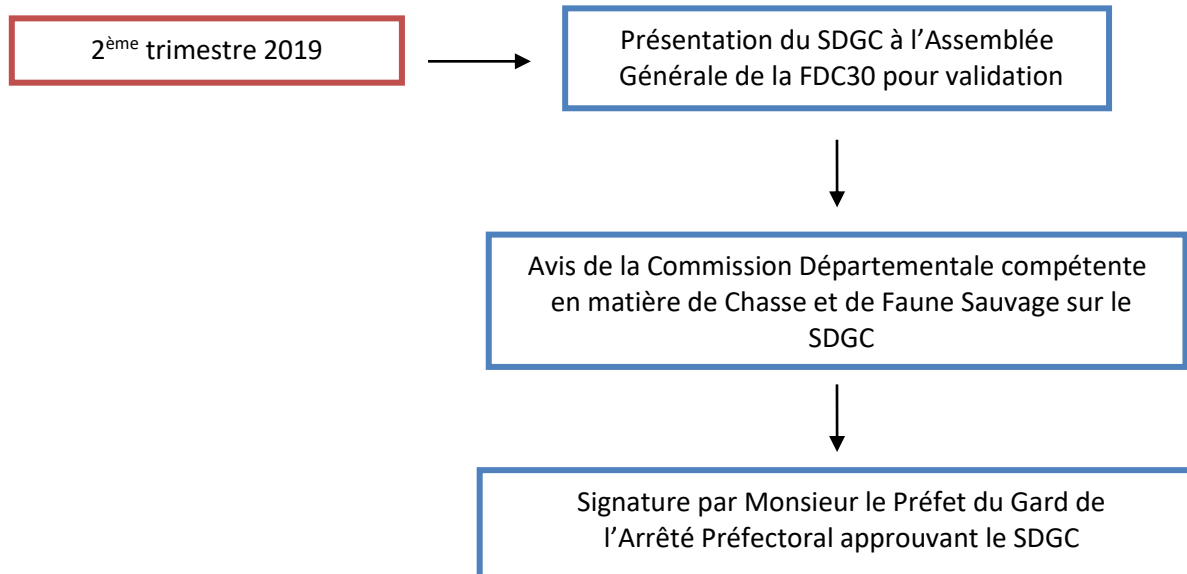 2ème trimestre 2019
Présentation du SDGC à l’Assemblée
Générale de la FDC30 pour validation
Avis de la Commission Départementale compétente
en matière de Chasse et de Faune Sauvage sur le
SDGC
Signature par Monsieur le Préfet du Gard de
l’Arrêté Préfectoral approuvant le SDGC